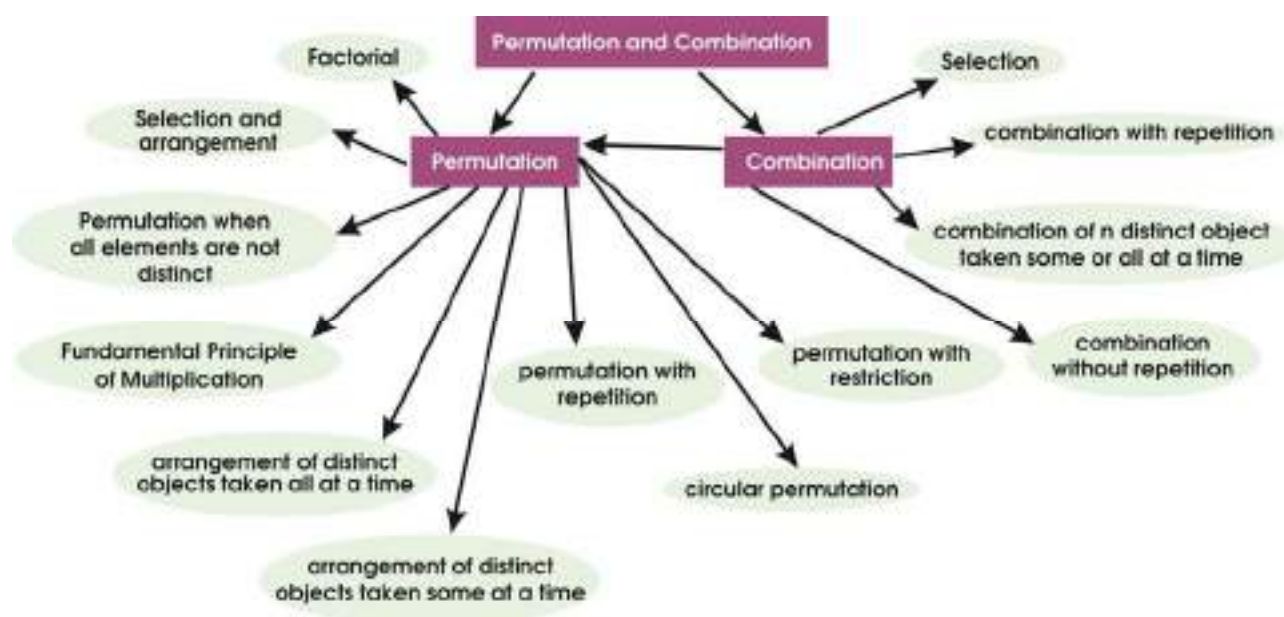 Permutation and Combination
Factorial
Selection
Selection and
arrangement
Permutation
Combination
combination with repetition
Permutation when
all elements are not
distinct
combination of n distinct object
taken some or all at a time
Fundamental Principle
of Multiplication
permutation with
repetition
permutation with
restriction
combination
without repetition
arrangement of distinct
objects taken all at a time
circular permutation
arrangement of distinct
objects taken some at a time